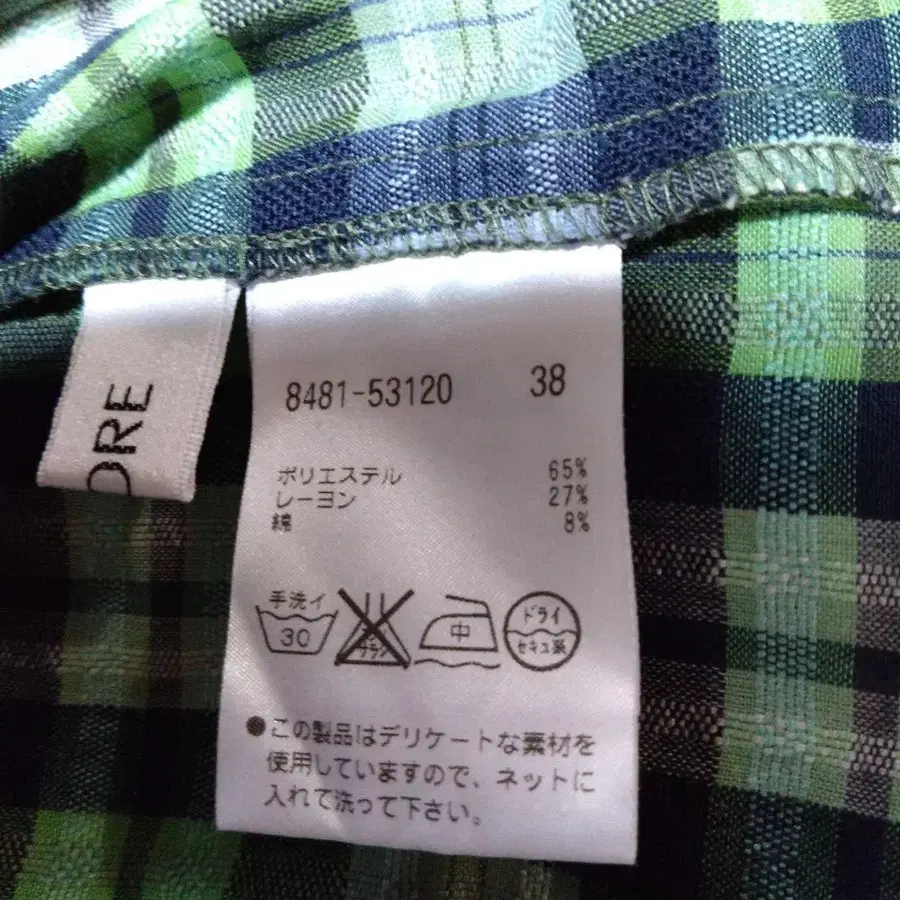 ORE
8481-53120 38
ポリエステル 65%
レーヨン 27%
綿 8%
手洗イ
30
中
ドライ
セキユ系
●この製品はデリケートな素材を
使用していますので、ネットに
入れて洗って下さい。